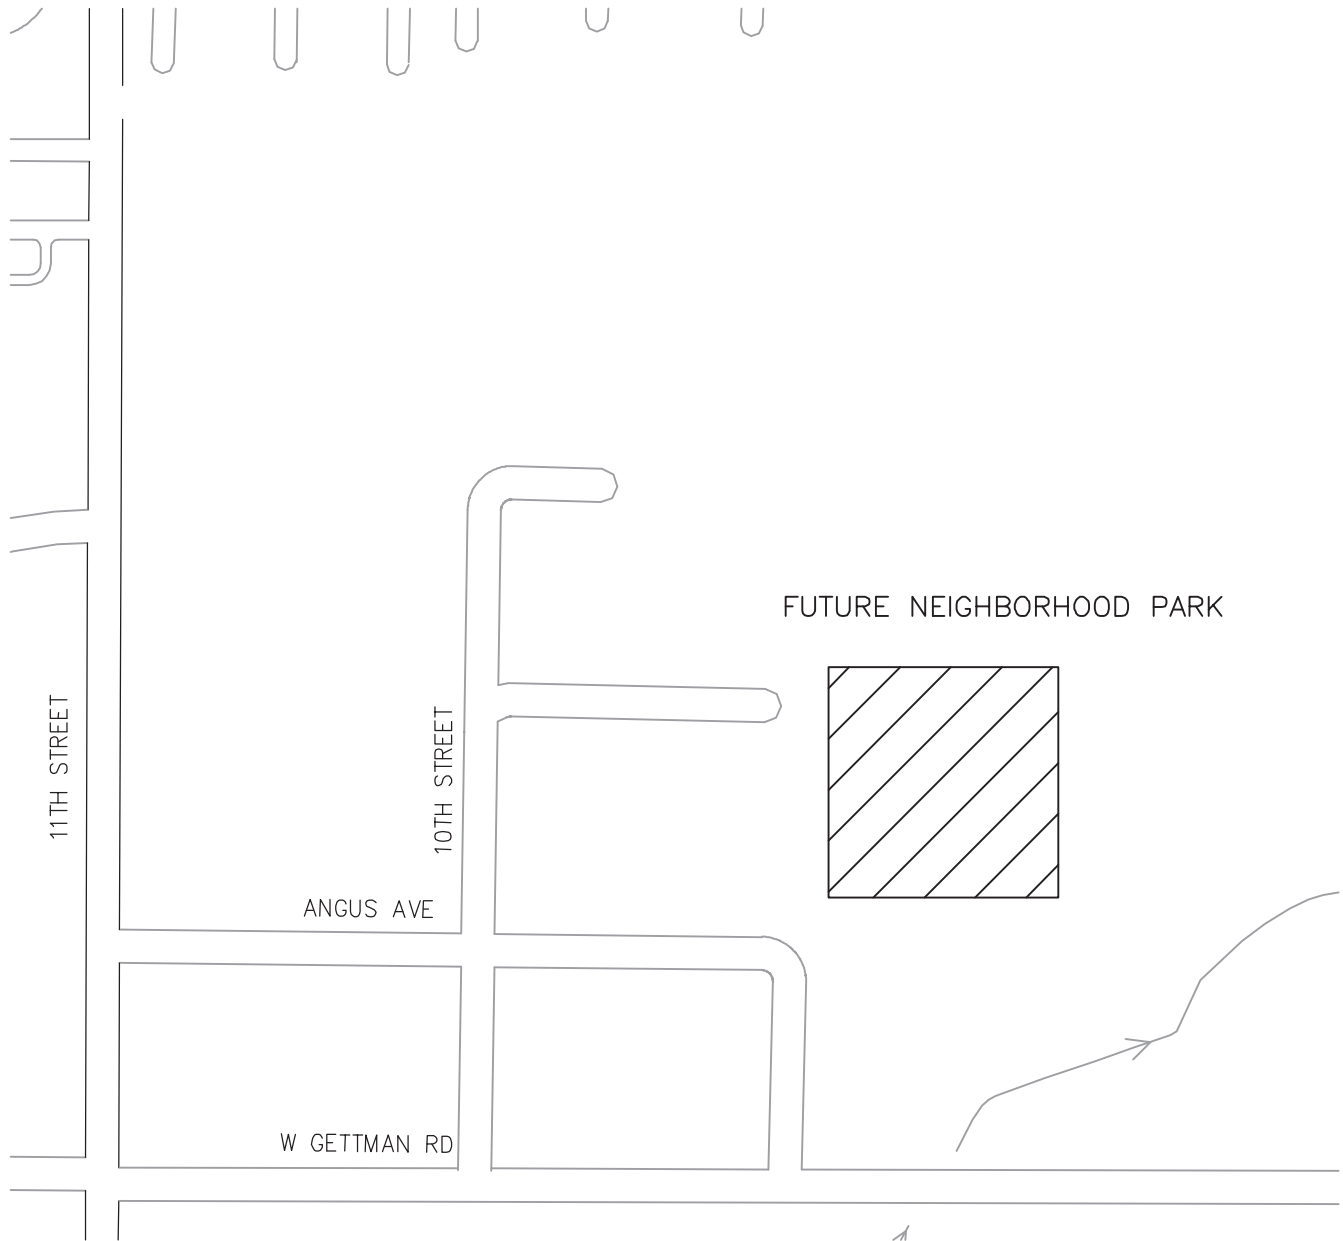 FUTURE NEIGHBORHOOD PARK
11TH STREET
10TH STREET
ANGUS AVE
W GETTMAN RD